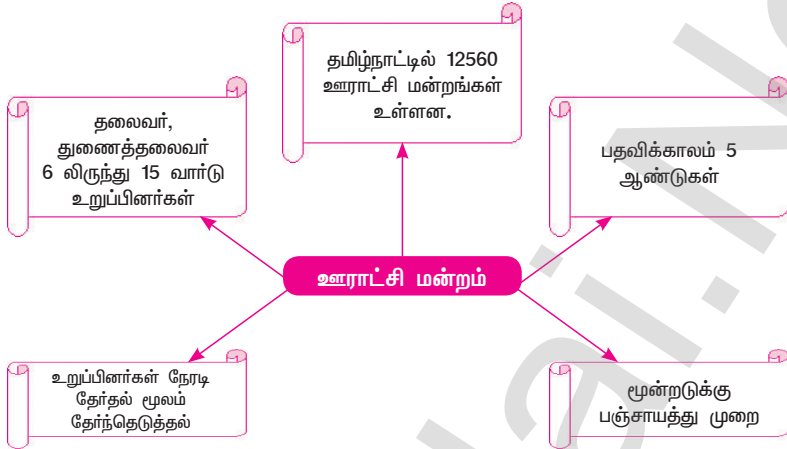 தமிழ்நாட்டில் 12560
ஊராட்சி மன்றங்கள்
உள்ளன.
தலைவர்,
துணைத்தலைவர்
6 லிருந்து 15 வார்டு
உறுப்பினர்கள்
பதவிக்காலம் 5
ஆண்டுகள்
ஊராட்சி மன்றம்
உறுப்பினர்கள் நேரடி
தேர்தல் மூலம்
தேர்ந்தெடுத்தல்
மூன்றடுக்கு
பஞ்சாயத்து முறை